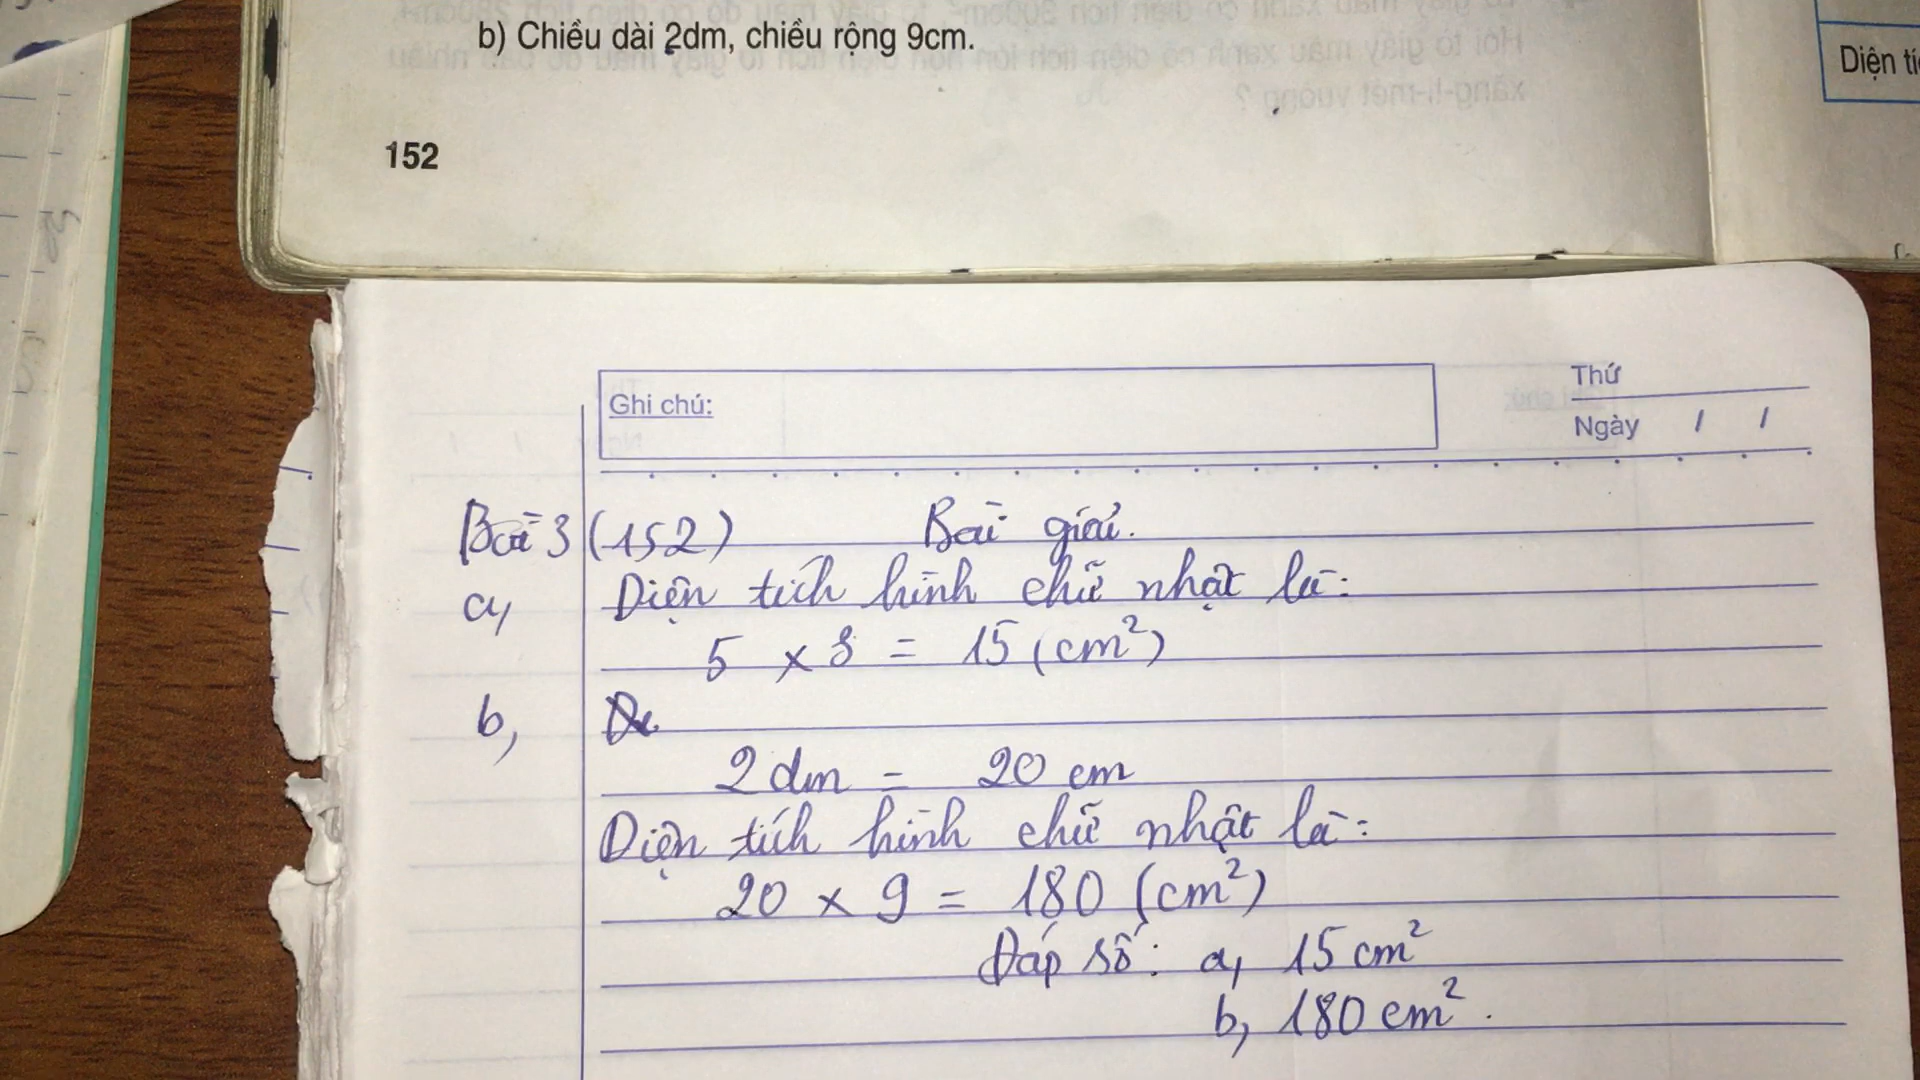 b) Chiều dài 2dm, chiều rộng 9cm.
Diện tí
152
Ghi chú:
Thứ
Ngày / /
Bài 3 (152) Bài giải.
a, Diện tích hình chữ nhật là:
5 x 3 = 15 (cm²)
b,
2 dm = 20 cm
Diện tích hình chữ nhật là:
20 x 9 = 180 (cm²)
Đáp số: a, 15 cm²
b, 180 cm².